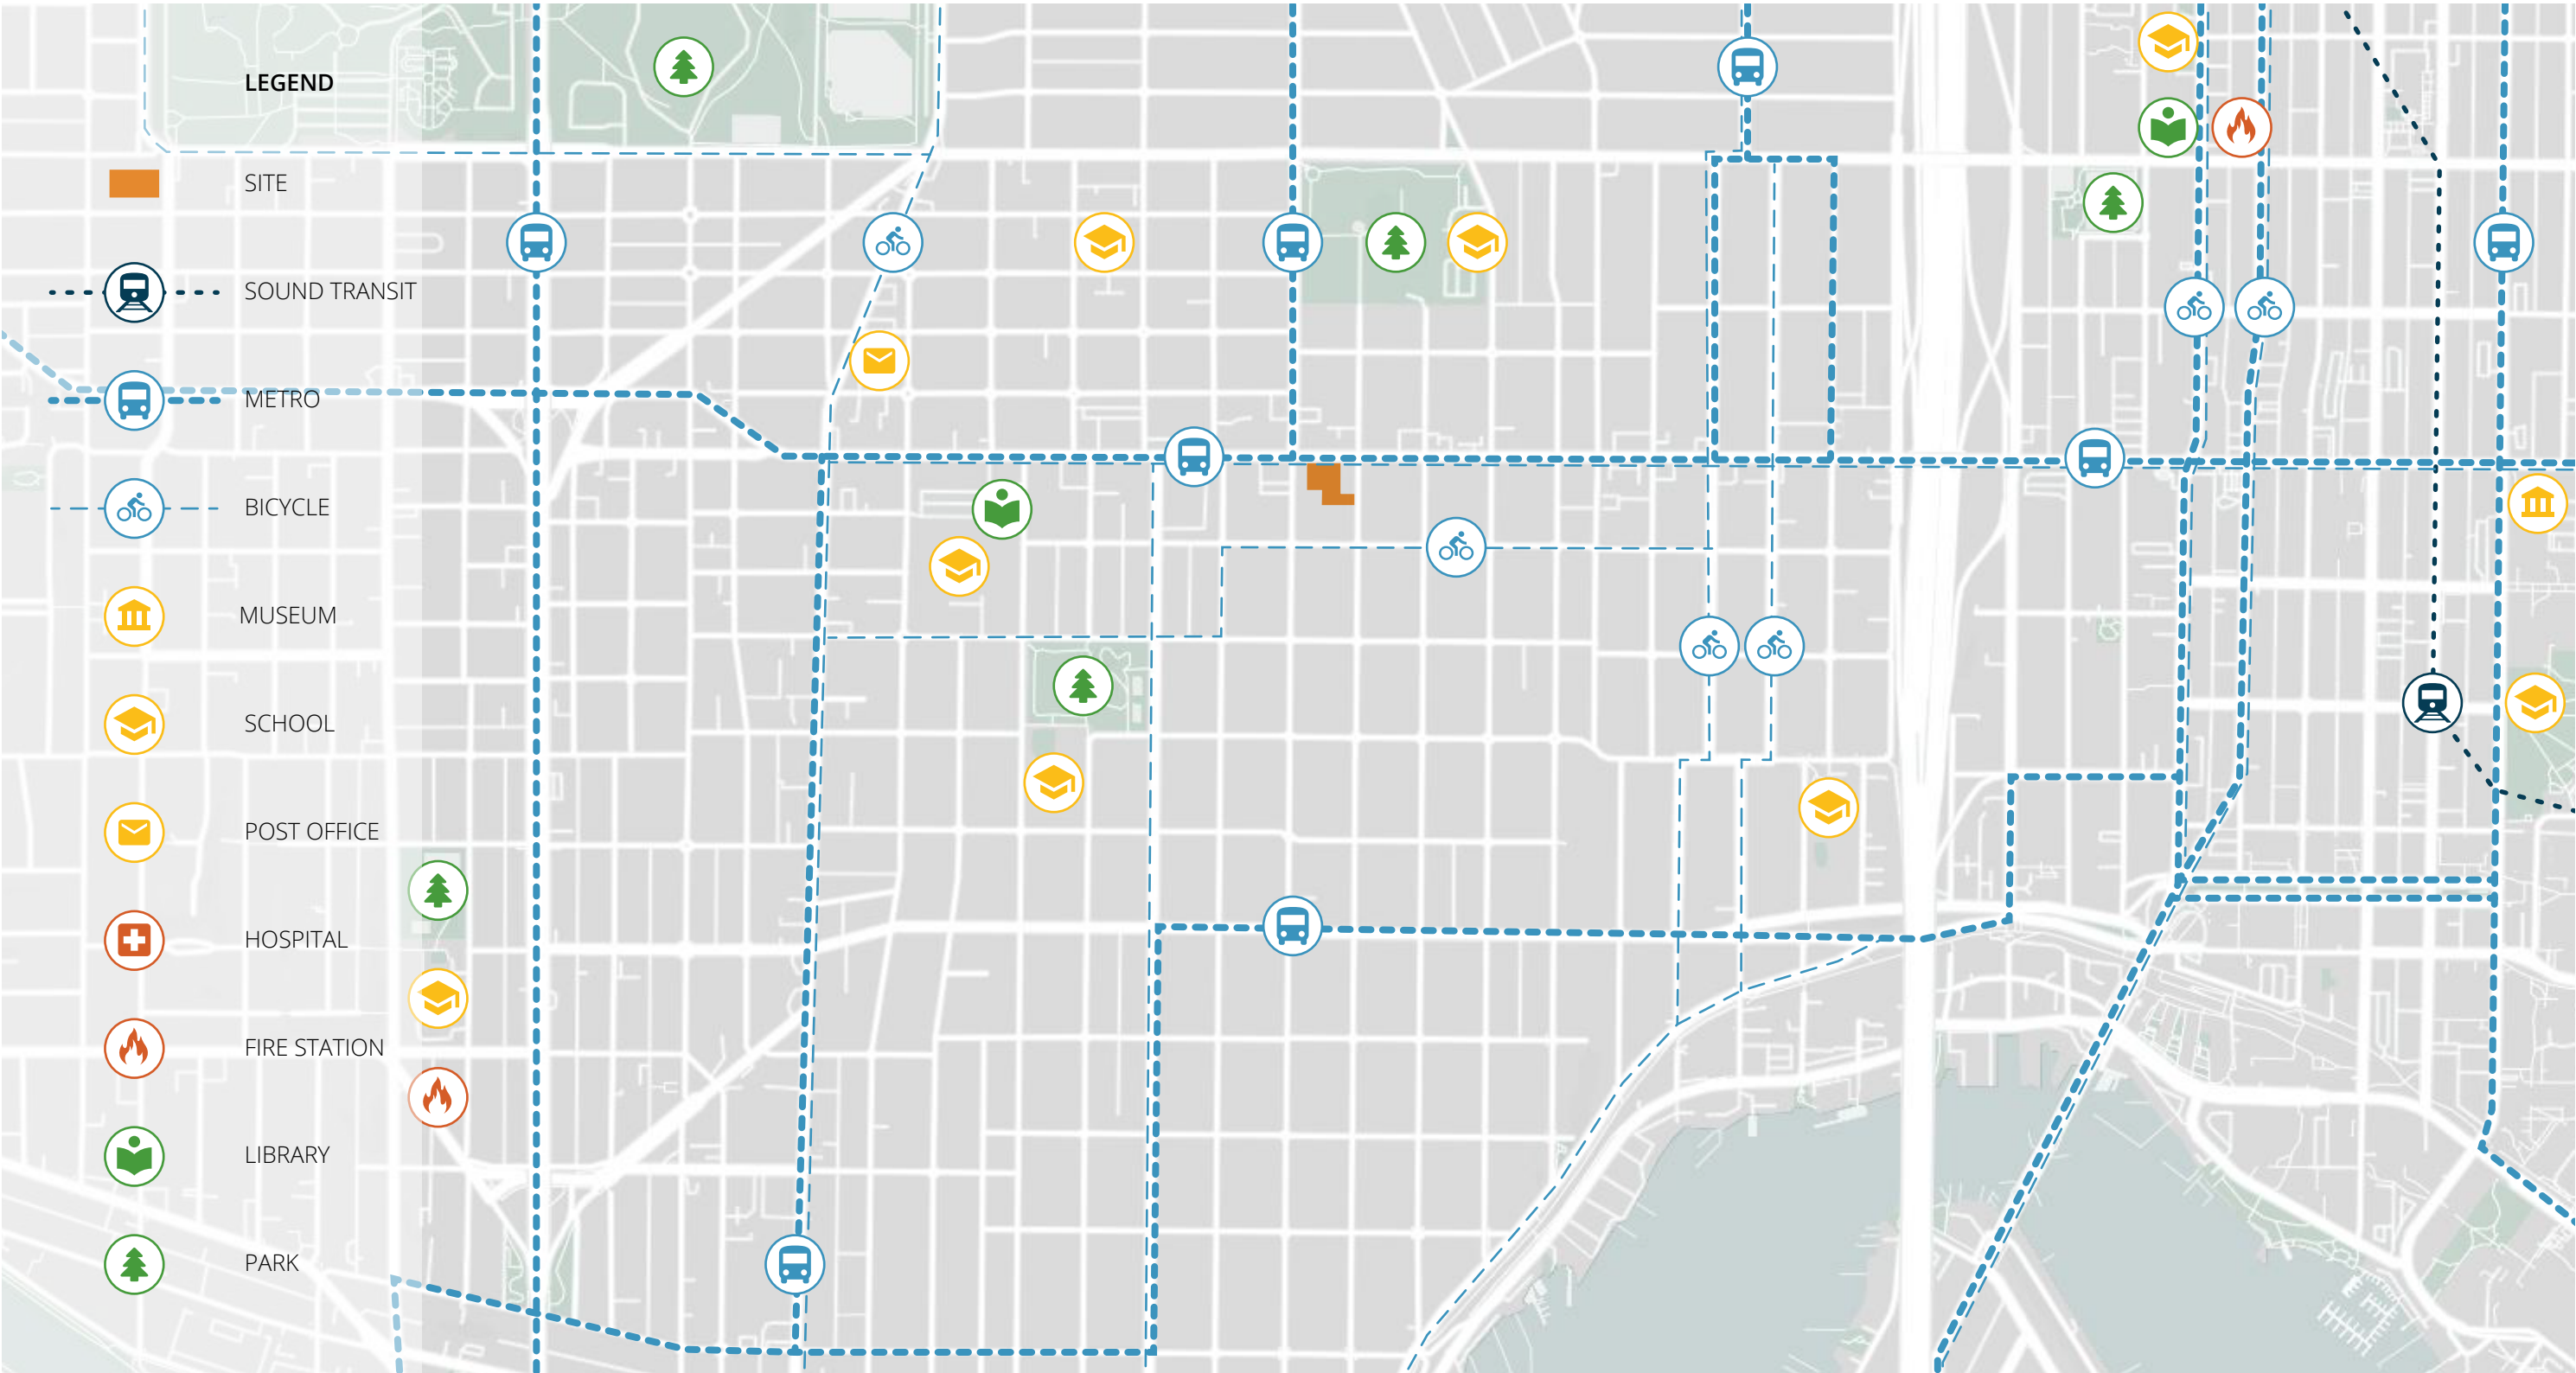 LEGEND
SITE
SOUND TRANSIT
METRO
BICYCLE
MUSEUM
SCHOOL
POST OFFICE
HOSPITAL
FIRE STATION
LIBRARY
PARK